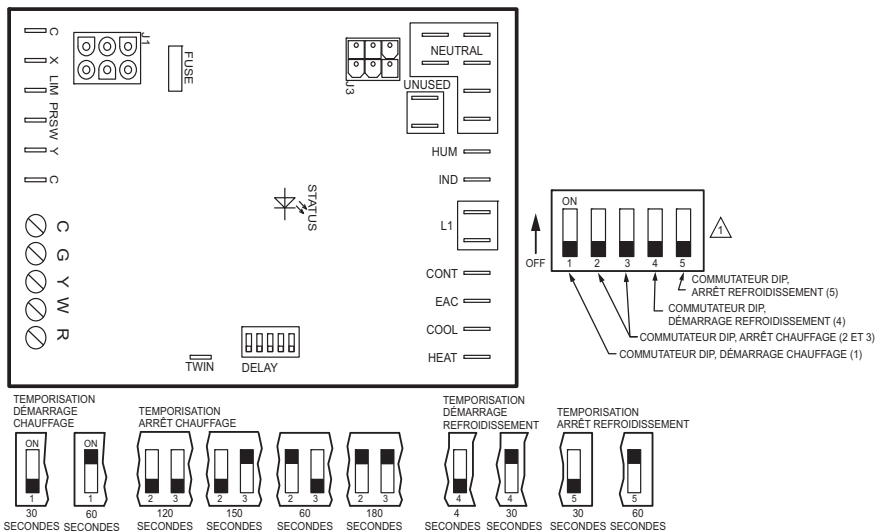 C
X
LIM
PRSW
Y
C
C
G
Y
W
R
J1
FUSE
STATUS
TWIN
DELAY
J3
NEUTRAL
UNUSED
HUM
IND
L1
CONT
EAC
COOL
HEAT
ON
OFF
1 2 3 4 5
1
COMMUTATEUR DIP,
ARRÊT REFROIDISSEMENT (5)
COMMUTATEUR DIP,
DÉMARRAGE REFROIDISSEMENT (4)
COMMUTATEUR DIP, ARRÊT CHAUFFAGE (2 ET 3)
COMMUTATEUR DIP, DÉMARRAGE CHAUFFAGE (1)
TEMPORISATION
DÉMARRAGE
CHAUFFAGE
ON
1
30
SECONDES
ON
1
60
SECONDES
TEMPORISATION
ARRÊT CHAUFFAGE
2 3
120
SECONDES
2 3
150
SECONDES
2 3
60
SECONDES
2 3
180
SECONDES
TEMPORISATION
DÉMARRAGE
REFROIDISSEMENT
4
4
SECONDES
4
30
SECONDES
TEMPORISATION
ARRÊT REFROIDISSEMENT
5
30
SECONDES
5
60
SECONDES